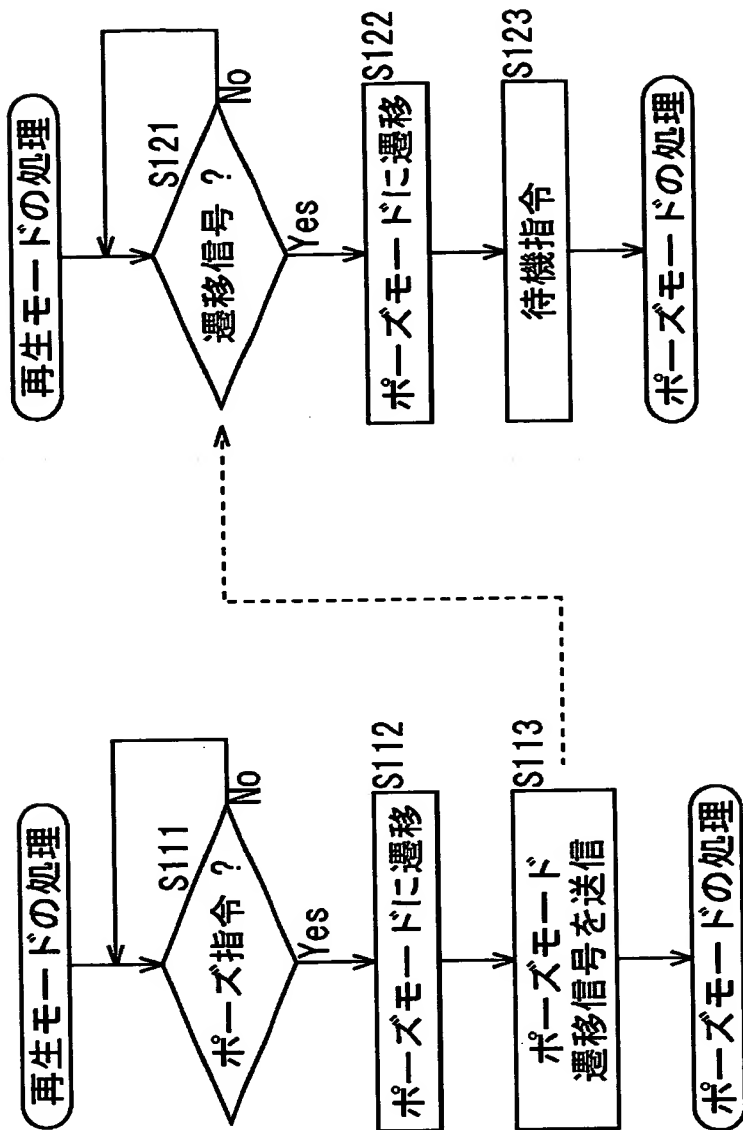 再生モードの処理
S111
ポーズ指令 ?
No
Yes
S112
ポーズモードに遷移
S113
ポーズモード
遷移信号を送信
ポーズモードの処理
再生モードの処理
S121
遷移信号 ?
No
Yes
S122
ポーズモードに遷移
S123
待機指令
ポーズモードの処理